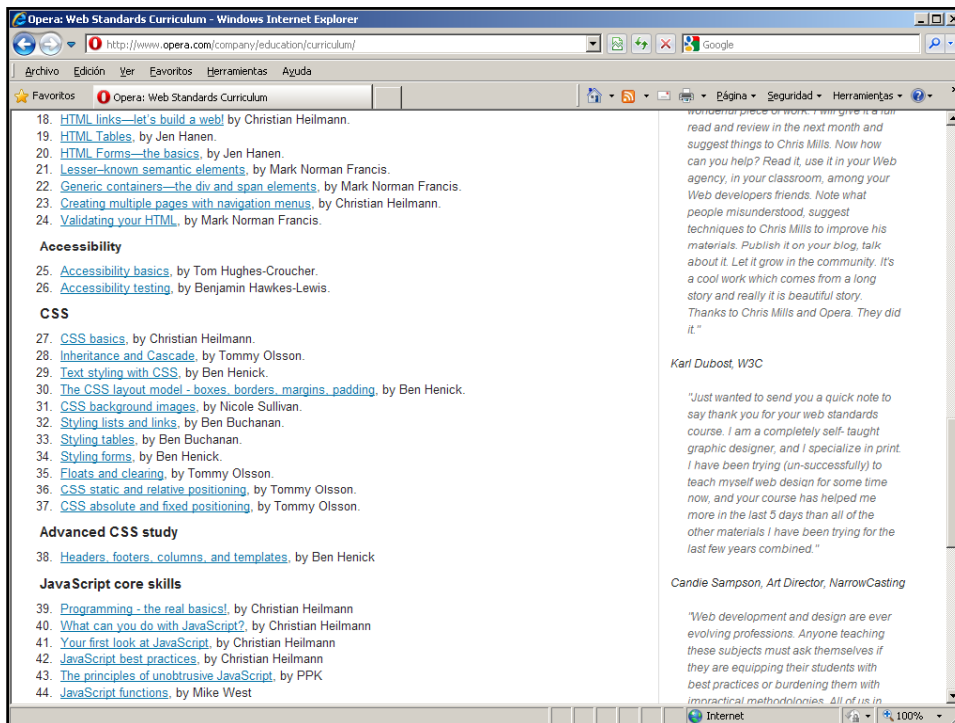 Opera: Web Standards Curriculum - Windows Internet Explorer
http://www.opera.com/company/education/curriculum/
Google
Archivo Edición Ver Favoritos Herramientas Ayuda
Favoritos
Opera: Web Standards Curriculum
Página
Seguridad
Herramientas
18. HTML links—let's build a web! by Christian Heilmann.
19. HTML Tables, by Jen Hanen.
20. HTML Forms—the basics, by Jen Hanen.
21. Lesser–known semantic elements, by Mark Norman Francis.
22. Generic containers—the div and span elements, by Mark Norman Francis.
23. Creating multiple pages with navigation menus, by Christian Heilmann.
24. Validating your HTML, by Mark Norman Francis.
Accessibility
25. Accessibility basics, by Tom Hughes-Croucher.
26. Accessibility testing, by Benjamin Hawkes-Lewis.
CSS
27. CSS basics, by Christian Heilmann.
28. Inheritance and Cascade, by Tommy Olsson.
29. Text styling with CSS, by Ben Henick.
30. The CSS layout model - boxes, borders, margins, padding, by Ben Henick.
31. CSS background images, by Nicole Sullivan.
32. Styling lists and links, by Ben Buchanan.
33. Styling tables, by Ben Buchanan.
34. Styling forms, by Ben Henick.
35. Floats and clearing, by Tommy Olsson.
36. CSS static and relative positioning, by Tommy Olsson.
37. CSS absolute and fixed positioning, by Tommy Olsson.
Advanced CSS study
38. Headers, footers, columns, and templates, by Ben Henick
JavaScript core skills
39. Programming - the real basics!, by Christian Heilmann
40. What can you do with JavaScript?, by Christian Heilmann
41. Your first look at JavaScript, by Christian Heilmann
42. JavaScript best practices, by Christian Heilmann
43. The principles of unobtrusive JavaScript, by PPK
44. JavaScript functions, by Mike West
wonderful piece of work. I will give it a full
read and review in the next month and
suggest things to Chris Mills. Now how
can you help? Read it, use it in your Web
agency, in your classroom, among your
Web developers friends. Note what
people misunderstood, suggest
techniques to Chris Mills to improve his
materials. Publish it on your blog, talk
about it. Let it grow in the community. It's
a cool work which comes from a long
story and really it is beautiful story.
Thanks to Chris Mills and Opera. They did
it."
Karl Dubost, W3C
"Just wanted to send you a quick note to
say thank you for your web standards
course. I am a completely self- taught
graphic designer, and I specialize in print.
I have been trying (un-successfully) to
teach myself web design for some time
now, and your course has helped me
more in the last 5 days than all of the
other materials I have been trying for the
last few years combined."
Candie Sampson, Art Director, NarrowCasting
"Web development and design are ever
evolving professions. Anyone teaching
these subjects must ask themselves if
they are equipping their students with
best practices or burdening them with
impractical methodologies. All of us in
Internet
100%